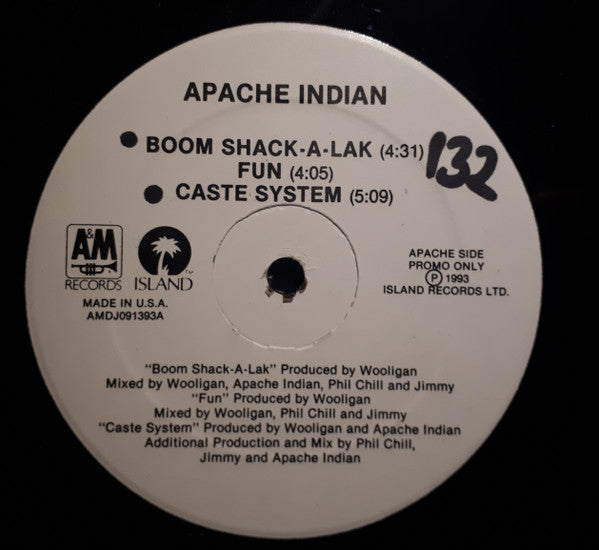 APACHE INDIAN
BOOM SHACK-A-LAK (4:31)
132
FUN (4:05)
CASTE SYSTEM (5:09)
A&M
RECORDS
ISLAND™
MADE IN U.S.A.
AMDJ091393A
APACHE SIDE
PROMO ONLY
Ⓟ 1993
ISLAND RECORDS LTD.
"Boom Shack-A-Lak" Produced by Wooligan
Mixed by Wooligan, Apache Indian, Phil Chill and Jimmy
"Fun" Produced by Wooligan
Mixed by Wooligan, Phil Chill and Jimmy
"Caste System" Produced by Wooligan and Apache Indian
Additional Production and Mix by Phil Chill,
Jimmy and Apache Indian